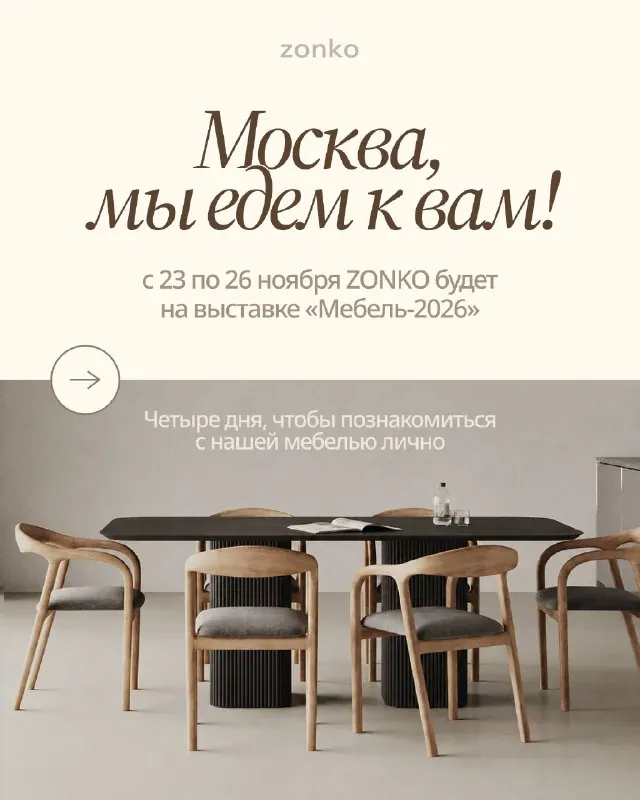 zonko
Москва,
мы едем к вам!
с 23 по 26 ноября ZONKO будет
на выставке «Мебель-2026»
Четыре дня, чтобы познакомиться
с нашей мебелью лично